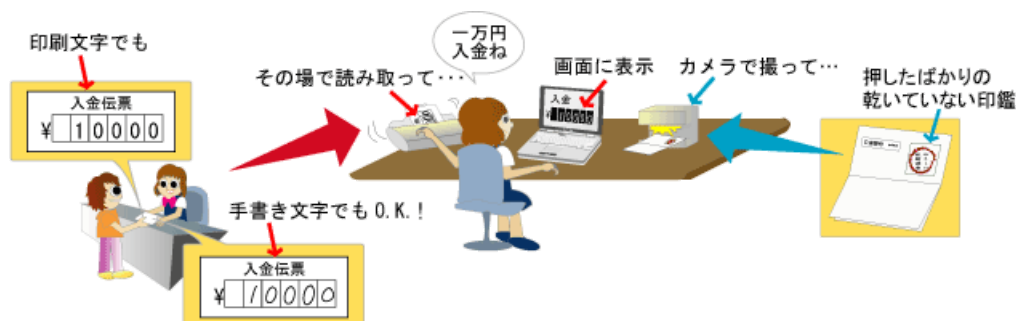 印刷文字でも
入金伝票
¥ 10000
その場で読み取って・・・
一万円
入金ね
画面に表示
入金
¥ 10000
カメラで撮って…
押したばかりの
乾いていない印鑑
手書き文字でもO.K.!
入金伝票
¥ 10000